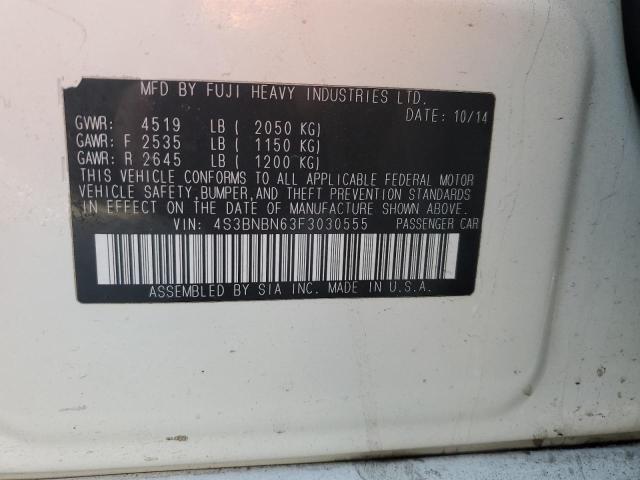 MFD BY FUJI HEAVY INDUSTRIES LTD.
DATE: 10/14
GVWR: 4519 LB ( 2050 KG)
GAWR: F 2535 LB ( 1150 KG)
GAWR: R 2645 LB ( 1200 KG)
THIS VEHICLE CONFORMS TO ALL APPLICABLE FEDERAL MOTOR
VEHICLE SAFETY,BUMPER,AND THEFT PREVENTION STANDARDS
IN EFFECT ON THE DATE OF MANUFACTURE SHOWN ABOVE.
VIN: 4S3BNBN63F3030555 PASSENGER CAR
ASSEMBLED BY SIA INC. MADE IN U.S.A.